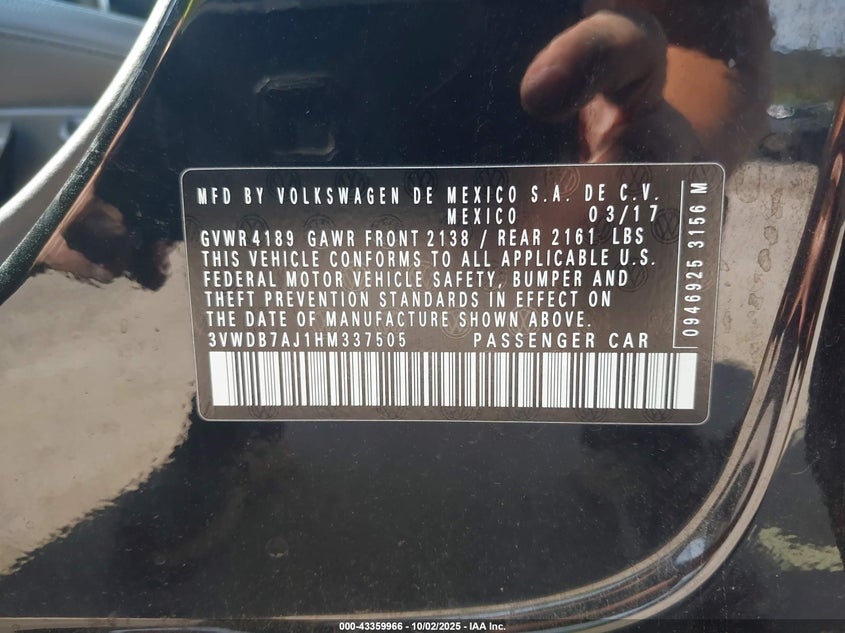 MFD BY VOLKSWAGEN DE MEXICO S.A. DE C.V.
MEXICO 03/17
GVWR 4189 GAWR FRONT 2138 / REAR 2161 LBS
THIS VEHICLE CONFORMS TO ALL APPLICABLE U.S.
FEDERAL MOTOR VEHICLE SAFETY, BUMPER AND
THEFT PREVENTION STANDARDS IN EFFECT ON
THE DATE OF MANUFACTURE SHOWN ABOVE.
3VWDB7AJ1HM337505 PASSENGER CAR
0946925 3156 M
000-43359966 - 10/02/2025 - IAA Inc.